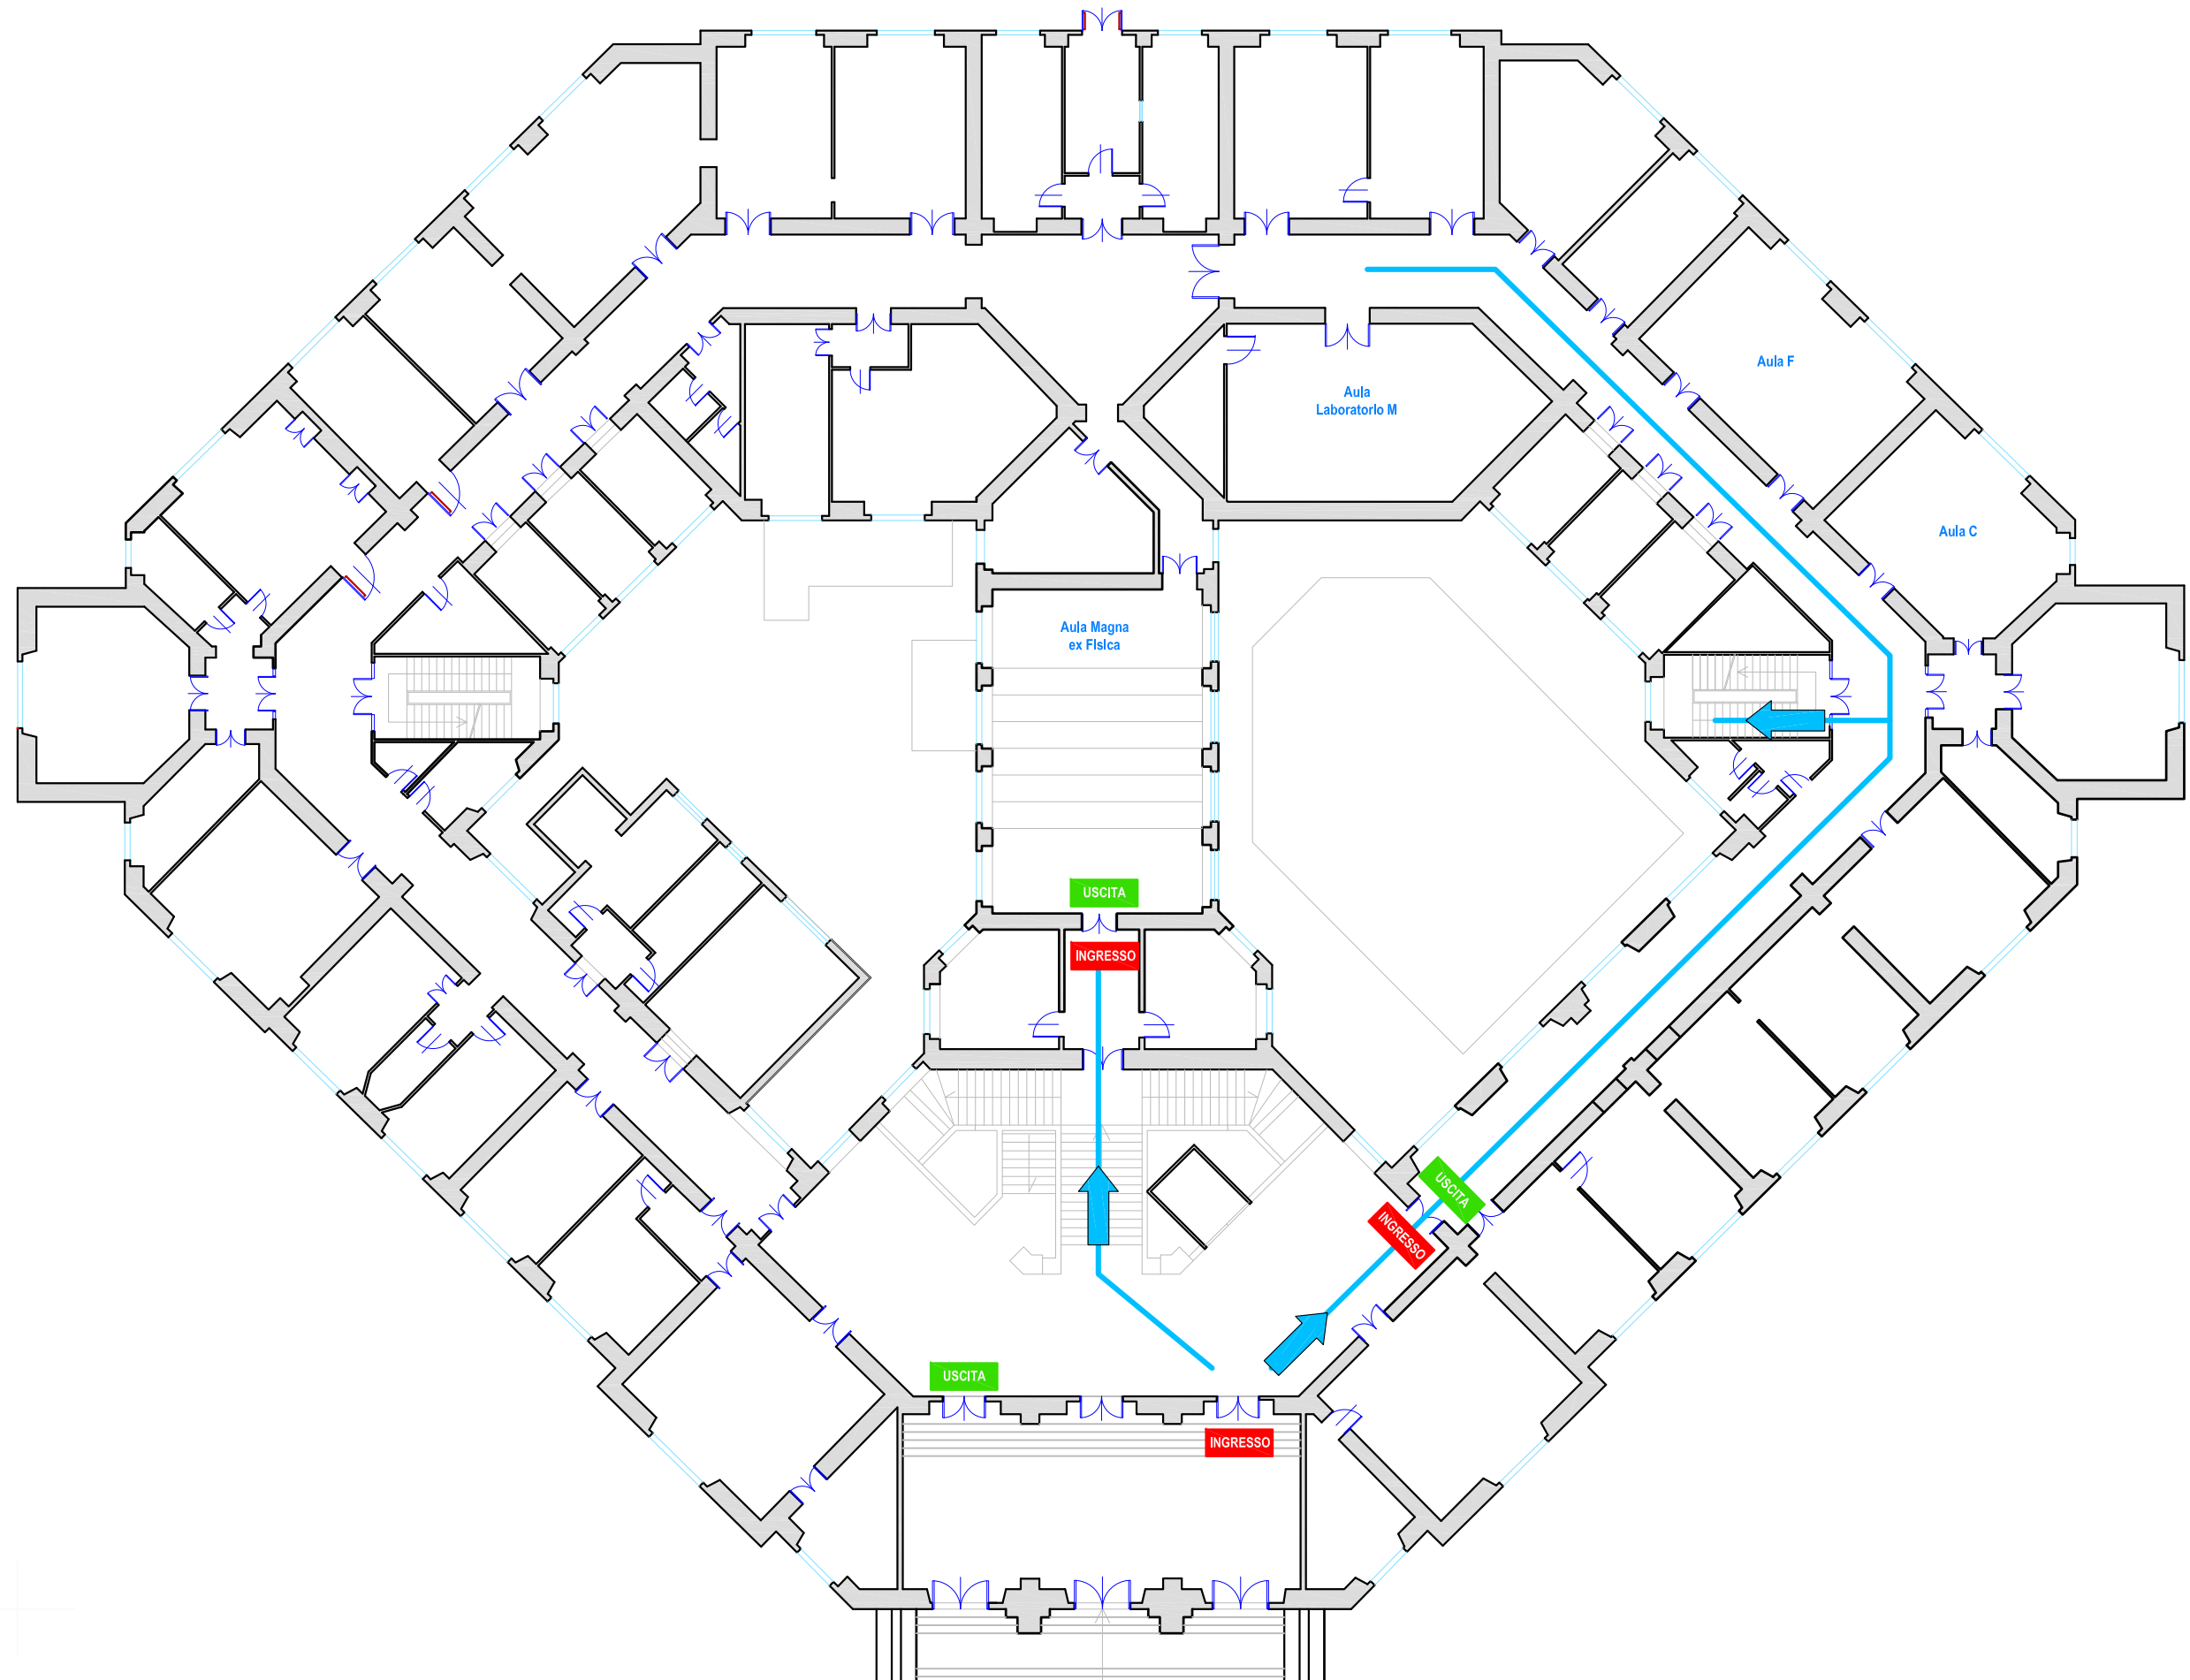 Aula F
Aula
Laboratorio M
Aula C
Aula Magna
ex Fisica
USCITA
INGRESSO
USCITA
INGRESSO
USCITA
INGRESSO